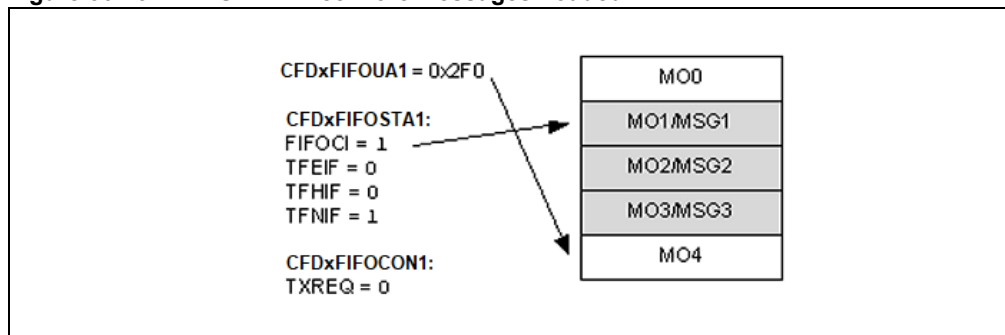 CFDxFIFOUA1 = 0x2F0
CFDxFIFOSTA1:
FIFOCI = 1
TFEIF = 0
TFHIF = 0
TFNIF = 1
CFDxFIFOCON1:
TXREQ = 0
MO0
MO1/MSG1
MO2/MSG2
MO3/MSG3
MO4